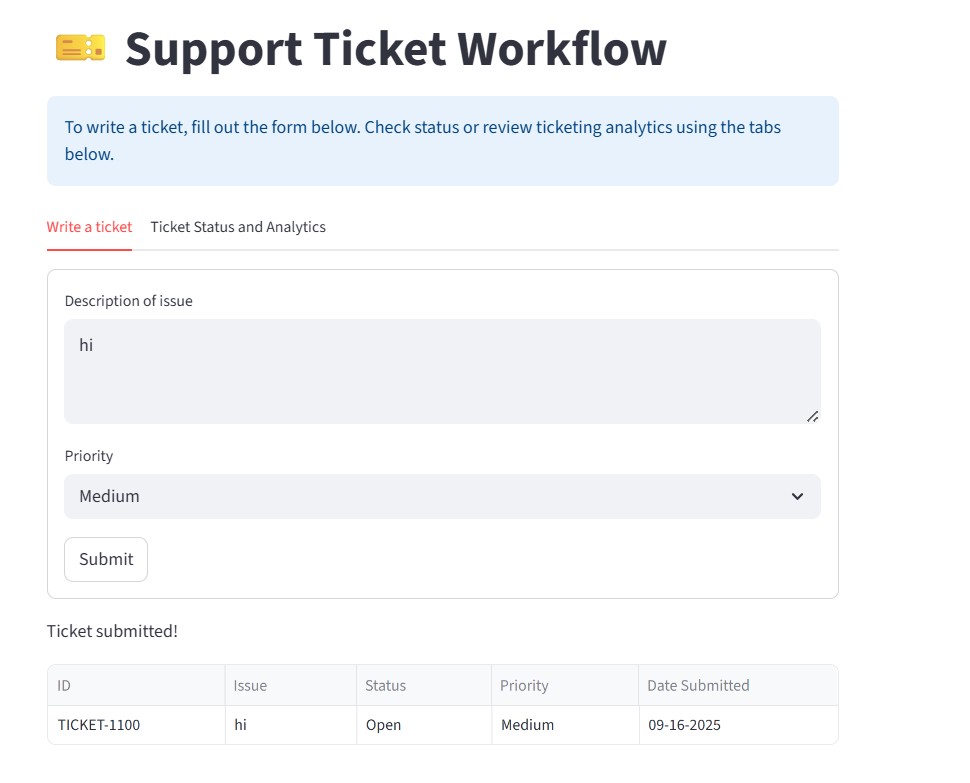 🎫 Support Ticket Workflow
To write a ticket, fill out the form below. Check status or review ticketing analytics using the tabs
below.
Write a ticket Ticket Status and Analytics
Description of issue
hi
Priority
Medium
Submit
Ticket submitted!
ID Issue Status Priority Date Submitted
TICKET-1100 hi Open Medium 09-16-2025